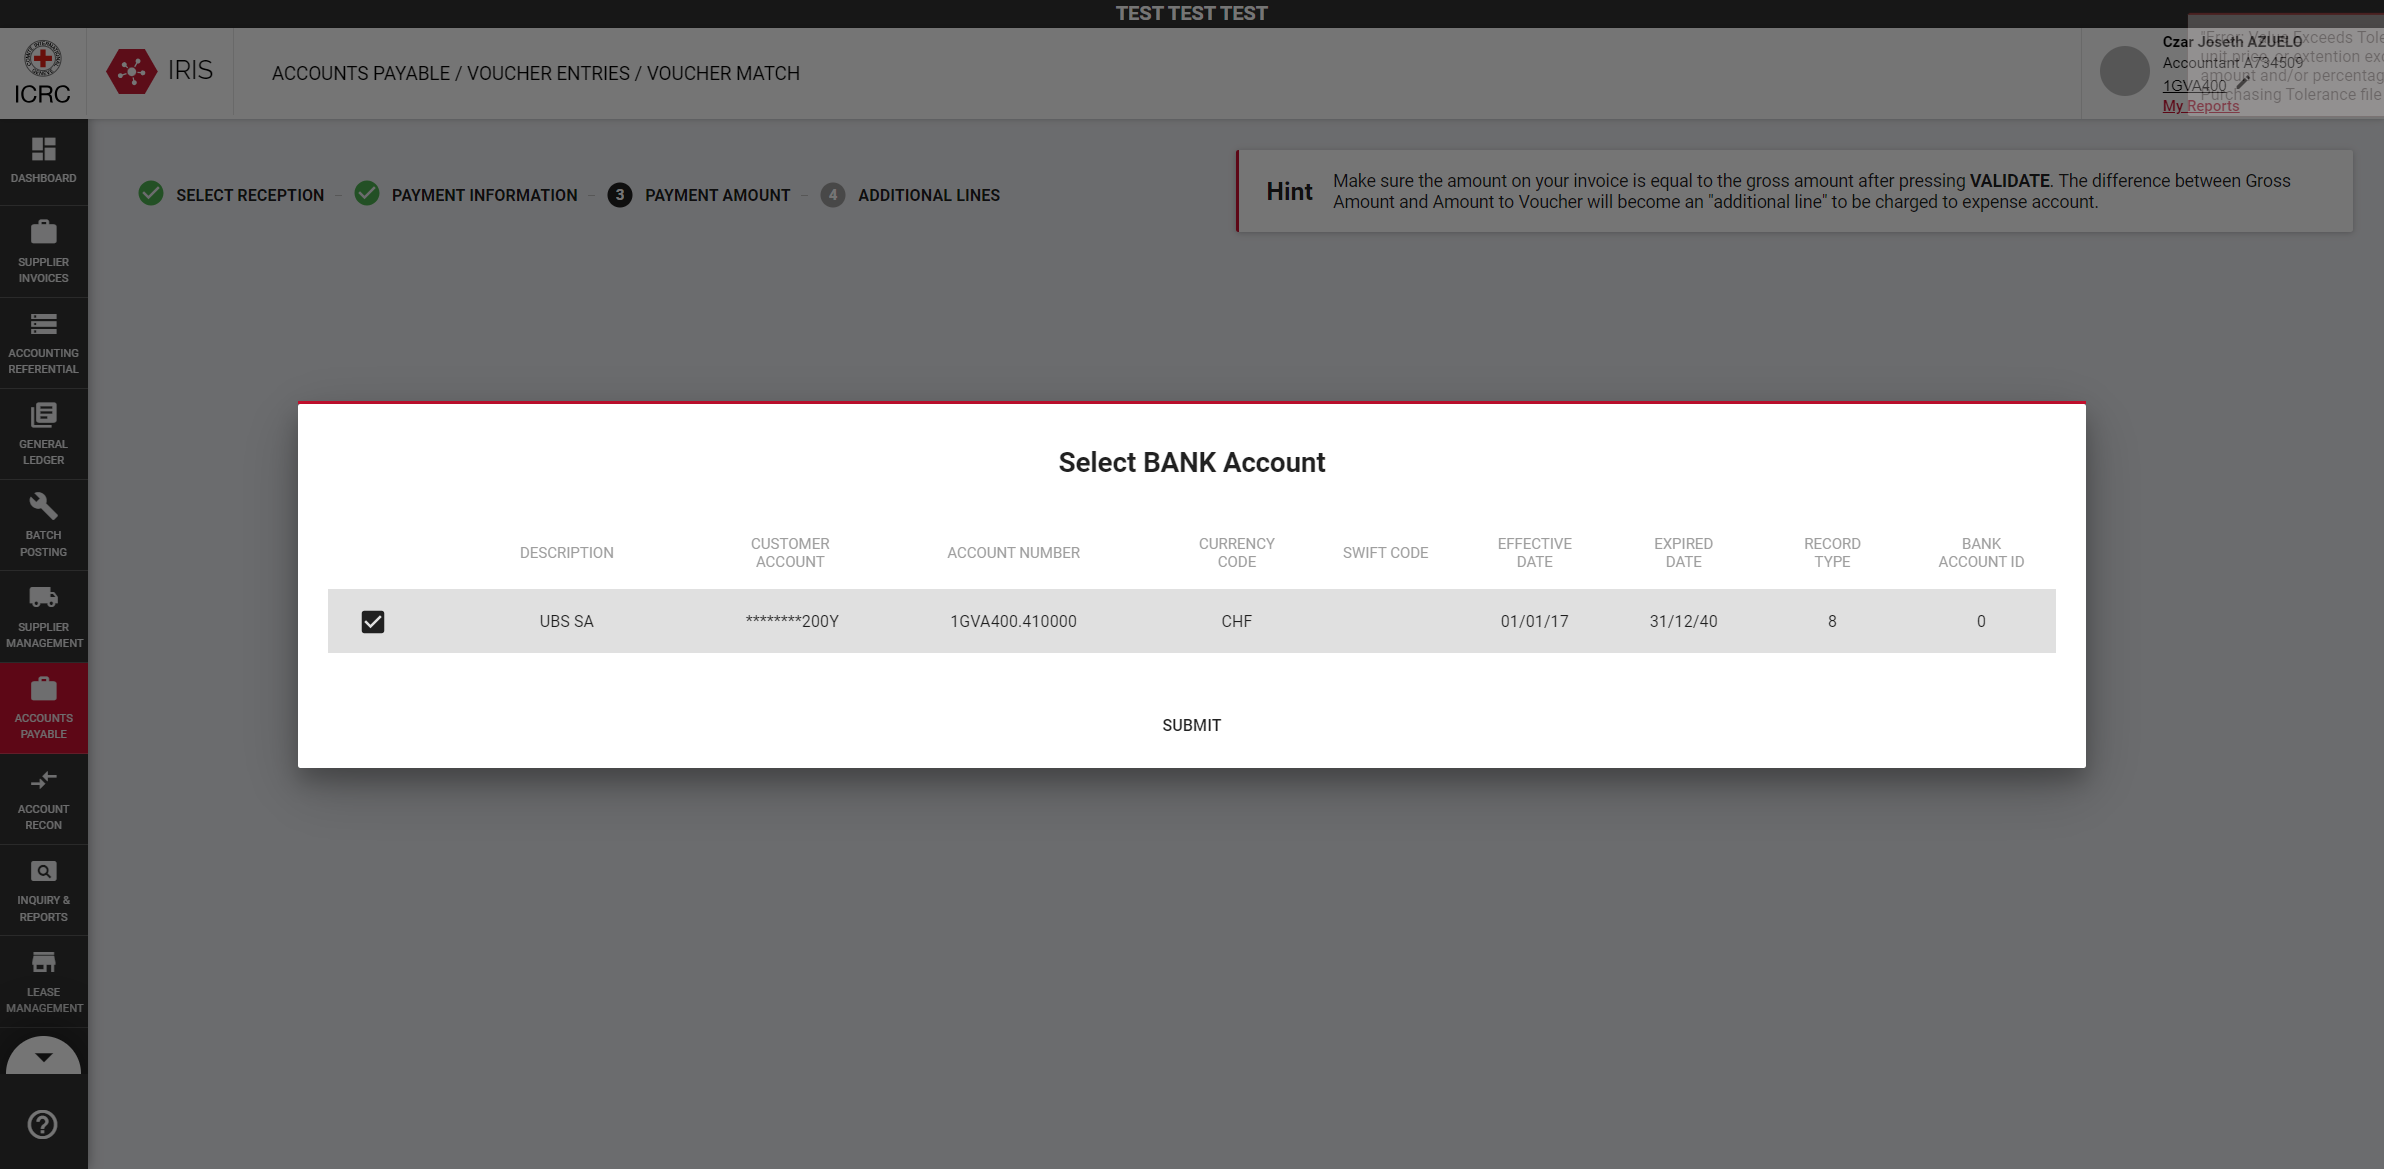 TEST TEST TEST
ICRC
IRIS
ACCOUNTS PAYABLE / VOUCHER ENTRIES / VOUCHER MATCH
Czar Joseth AZUELO
Accountant A734509
1GVA400
My Reports
"Error: Value Exceeds Tole
unit price, or extention exc
amount and/or percentag
Purchasing Tolerance file
DASHBOARD
SUPPLIER
INVOICES
ACCOUNTING
REFERENTIAL
GENERAL
LEDGER
BATCH
POSTING
SUPPLIER
MANAGEMENT
ACCOUNTS
PAYABLE
ACCOUNT
RECON
INQUIRY &
REPORTS
LEASE
MANAGEMENT
SELECT RECEPTION - PAYMENT INFORMATION - 3 PAYMENT AMOUNT - 4 ADDITIONAL LINES
Hint
Make sure the amount on your invoice is equal to the gross amount after pressing VALIDATE. The difference between Gross
Amount and Amount to Voucher will become an "additional line" to be charged to expense account.
Select BANK Account
DESCRIPTION CUSTOMER ACCOUNT ACCOUNT NUMBER CURRENCY CODE SWIFT CODE EFFECTIVE DATE EXPIRED DATE RECORD TYPE BANK ACCOUNT ID
UBS SA ********200Y 1GVA400.410000 CHF 01/01/17 31/12/40 8 0
SUBMIT